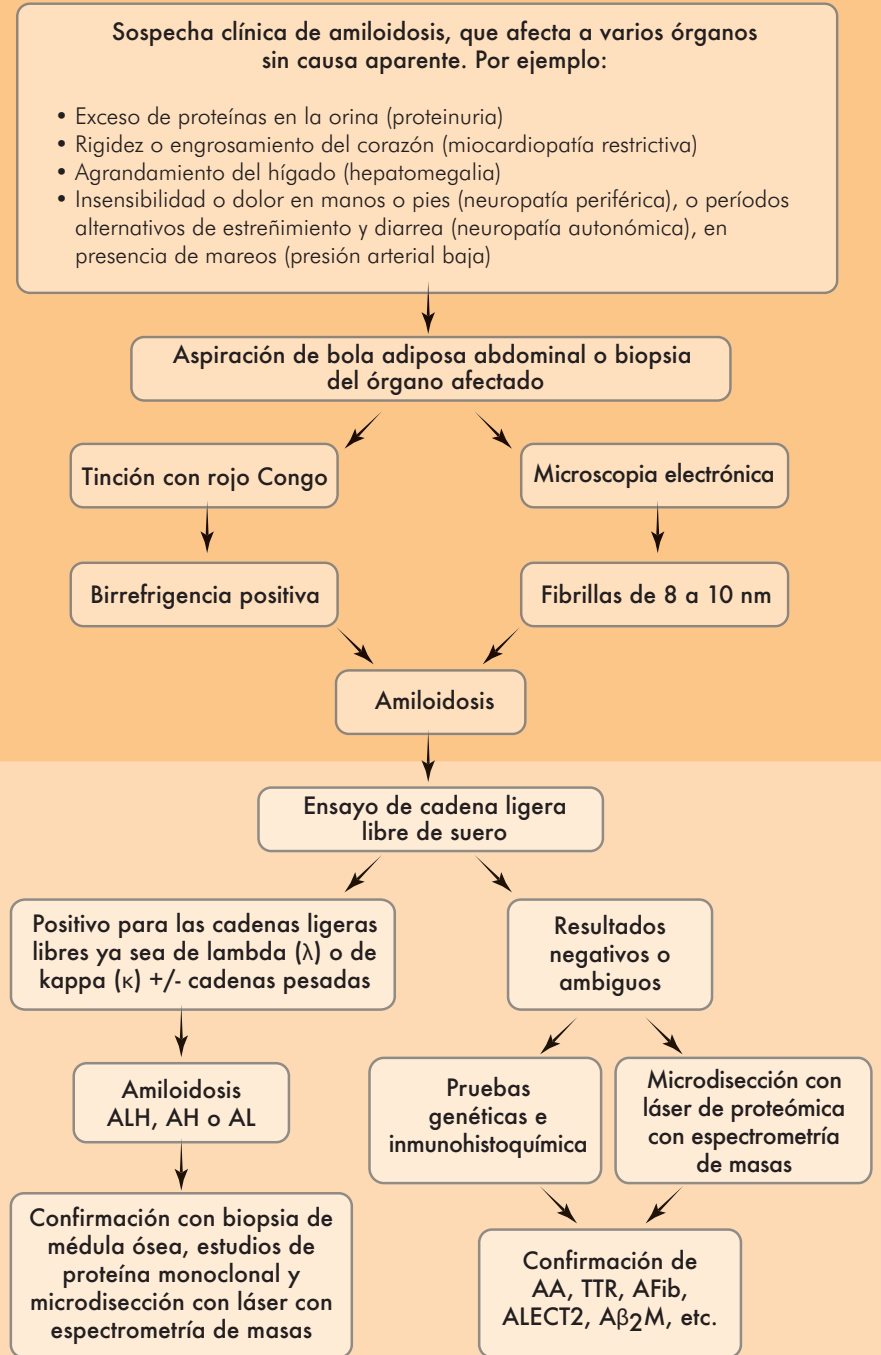 Sospecha clínica de amiloidosis, que afecta a varios órganos
sin causa aparente. Por ejemplo:
• Exceso de proteínas en la orina (proteinuria)
• Rigidez o engrosamiento del corazón (miocardiopatía restrictiva)
• Agrandamiento del hígado (hepatomegalia)
• Insensibilidad o dolor en manos o pies (neuropatía periférica), o períodos
alternativos de estreñimiento y diarrea (neuropatía autonómica), en
presencia de mareos (presión arterial baja)
Aspiración de bola adiposa abdominal o biopsia
del órgano afectado
Tinción con rojo Congo
Microscopia electrónica
Birrefrigencia positiva
Fibrillas de 8 a 10 nm
Amiloidosis
Ensayo de cadena ligera
libre de suero
Positivo para las cadenas ligeras
libres ya sea de lambda (λ) o de
kappa (κ) +/- cadenas pesadas
Resultados
negativos o
ambiguos
Amiloidosis
ALH, AH o AL
Pruebas
genéticas e
inmunohistoquímica
Microdisección con
láser de proteómica
con espectrometría
de masas
Confirmación con biopsia de
médula ósea, estudios de
proteína monoclonal y
microdisección con láser con
espectrometría de masas
Confirmación de
AA, TTR, AFib,
ALECT2, Aβ2M, etc.